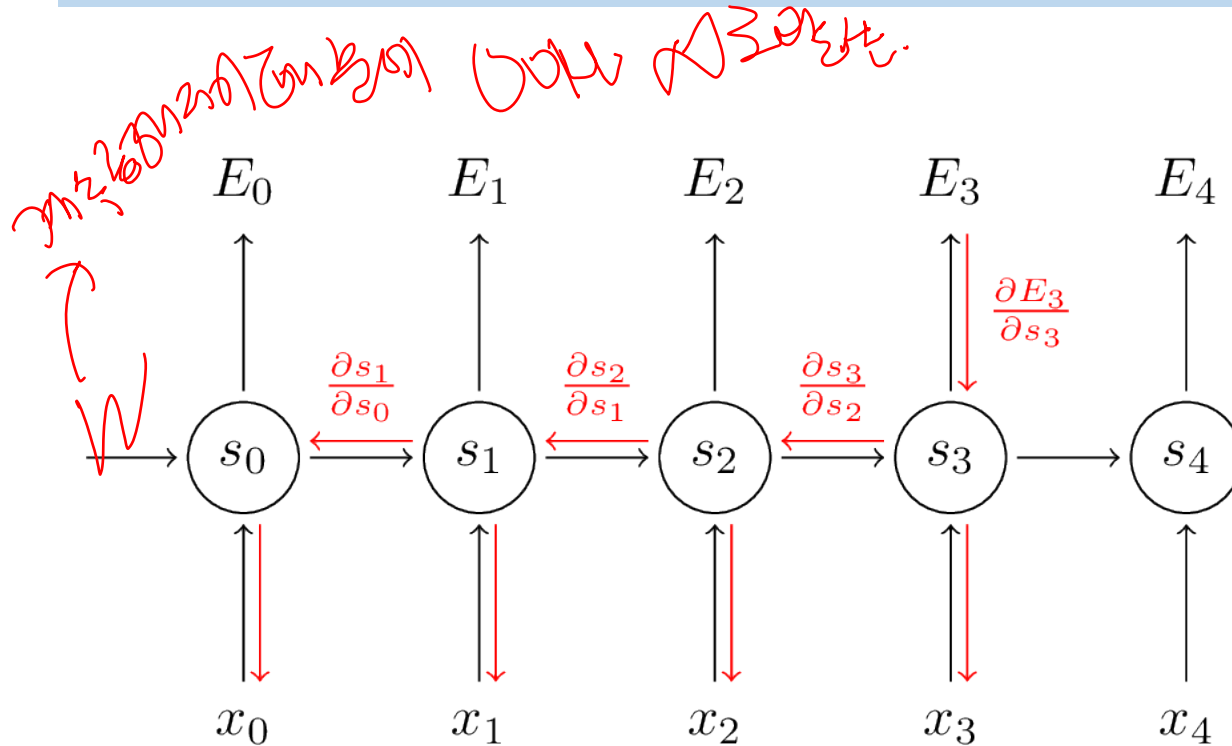 E₀ E₁ E₂ E₃ E₄
∂E₃/∂s₃
∂s₁/∂s₀ ∂s₂/∂s₁ ∂s₃/∂s₂
W
s₀ s₁ s₂ s₃ s₄
x₀ x₁ x₂ x₃ x₄